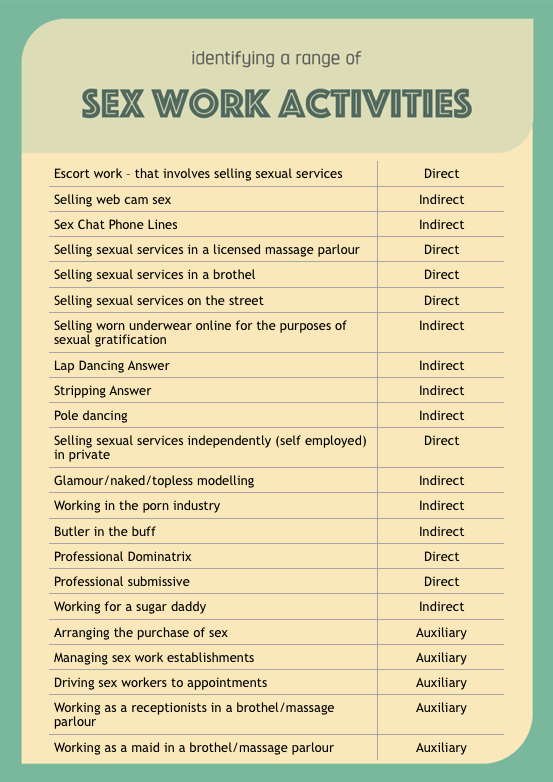 identifying a range of
SEX WORK ACTIVITIES
Escort work – that involves selling sexual services Direct
Selling web cam sex Indirect
Sex Chat Phone Lines Indirect
Selling sexual services in a licensed massage parlour Direct
Selling sexual services in a brothel Direct
Selling sexual services on the street Direct
Selling worn underwear online for the purposes of Indirect
sexual gratification
Lap Dancing Answer Indirect
Stripping Answer Indirect
Pole dancing Indirect
Selling sexual services independently (self employed) Direct
in private
Glamour/naked/topless modelling Indirect
Working in the porn industry Indirect
Butler in the buff Indirect
Professional Dominatrix Direct
Professional submissive Direct
Working for a sugar daddy Indirect
Arranging the purchase of sex Auxiliary
Managing sex work establishments Auxiliary
Driving sex workers to appointments Auxiliary
Working as a receptionists in a brothel/massage Auxiliary
parlour
Working as a maid in a brothel/massage parlour Auxiliary